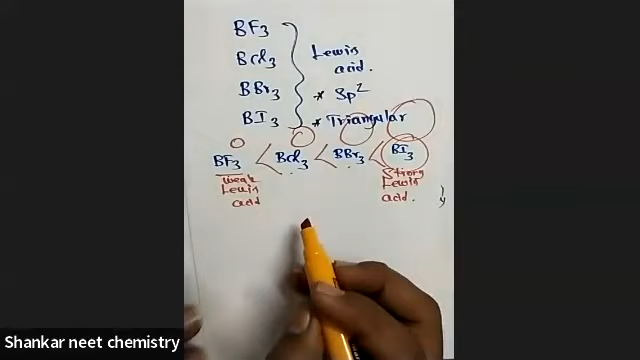 BF3
BCl3
BBr3
BI3
Lewis
acid.
* Sp2
* Triangular
BF3 < BCl3 < BBr3 < BI3
weak
Lewis
acid
Strong
Lewis
acid.
Shankar neet chemistry